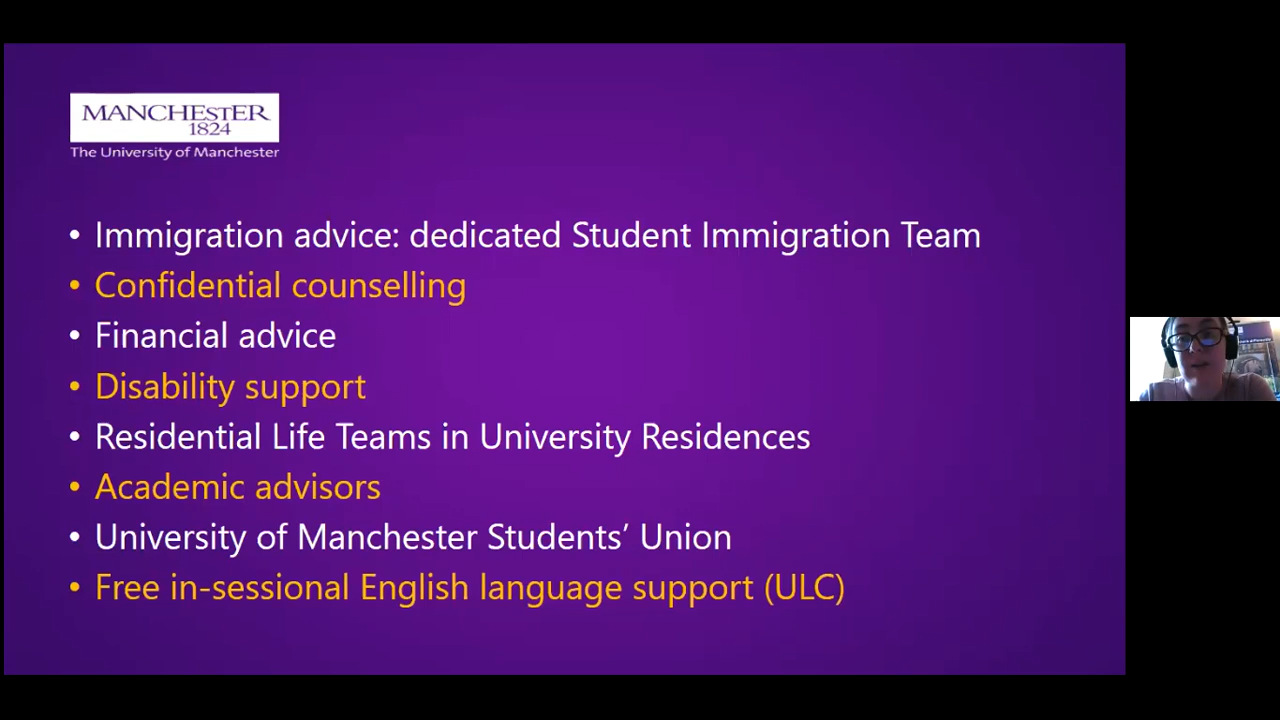 MANCHESTER
1824
The University of Manchester
• Immigration advice: dedicated Student Immigration Team
• Confidential counselling
• Financial advice
• Disability support
• Residential Life Teams in University Residences
• Academic advisors
• University of Manchester Students’ Union
• Free in-sessional English language support (ULC)